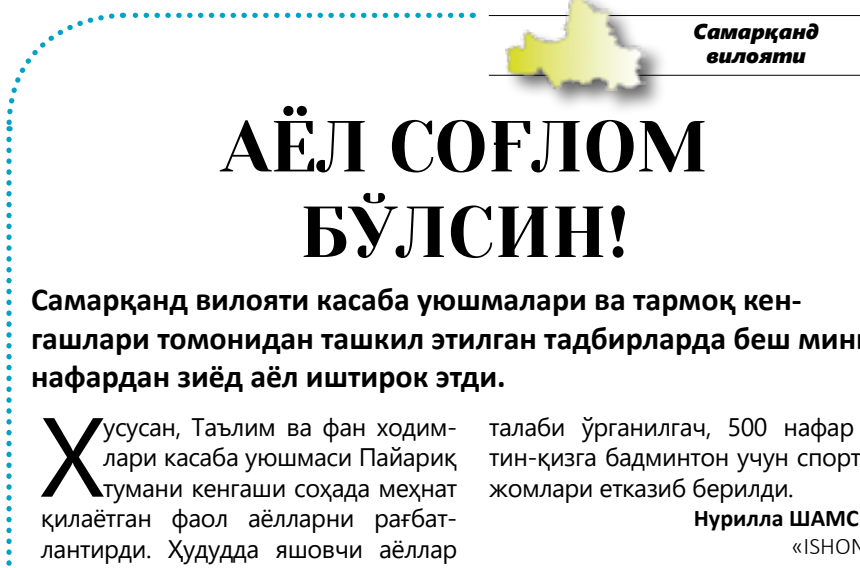 Самарқанд
вилояти
АЁЛ СОҒЛОМ
БЎЛСИН!
Самарқанд вилояти касаба уюшмалари ва тармоқ кен-
гашлари томонидан ташкил этилган тадбирларда беш минг
нафардан зиёд аёл иштирок этди.
Хусусан, Таълим ва фан ходим-
лари касаба уюшмаси Пайариқ
тумани кенгаши соҳада меҳнат
қилаётган фаол аёлларни рағбат-
лантирди. Ҳудудда яшовчи аёллар
талаби ўрганилгач, 500 нафар
тин-қизга бадминтон учун спорт
жомлари етказиб берилди.
Нурилла ШАМС
«ISHON